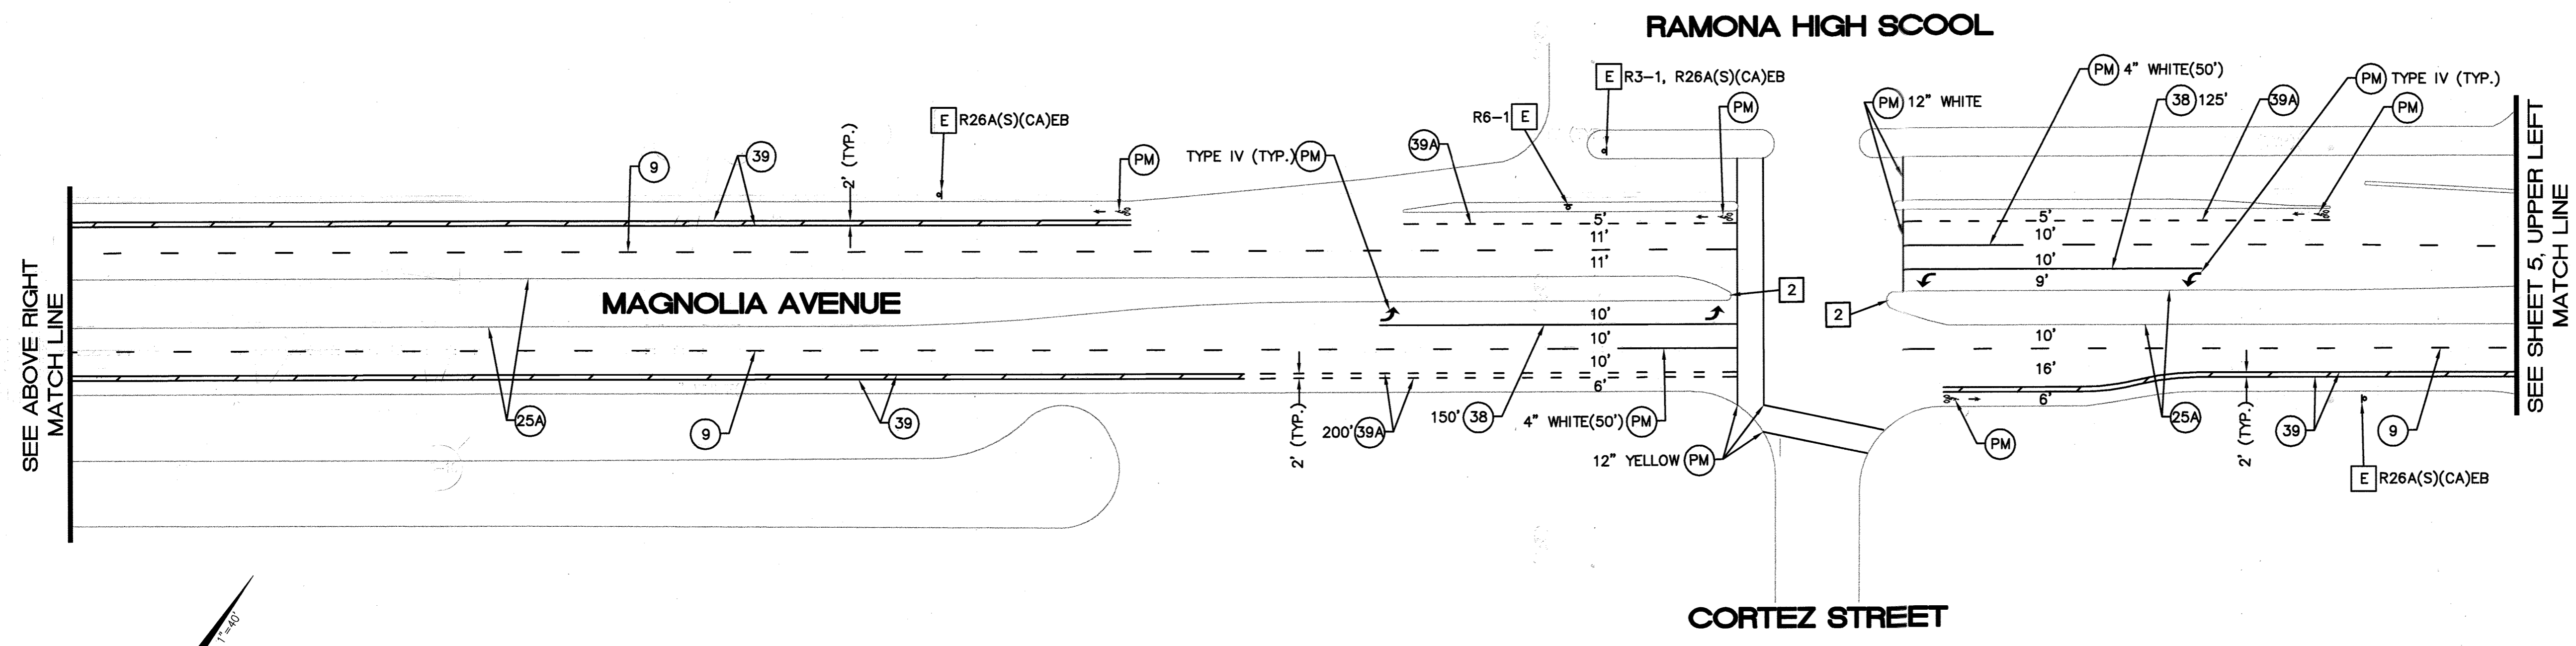 RAMONA HIGH SCOOL
E R3-1, R26A(S)(CA)EB
PM 4" WHITE(50')
PM TYPE IV (TYP.)
PM
PM 12" WHITE
38 125'
39A
PM
E R26A(S)(CA)EB
R6-1 E
2' (TYP.)
9
39
PM
TYPE IV (TYP.) PM
39A
5'
11'
11'
5'
10'
10'
9'
MAGNOLIA AVENUE
2
2
10'
10'
10'
6'
10'
16'
6'
SEE ABOVE RIGHT
MATCH LINE
SEE SHEET 5, UPPER LEFT
MATCH LINE
25A
9
39
2' (TYP.)
200' 39A
150' 38
4" WHITE(50') PM
12" YELLOW PM
PM
25A
2' (TYP.)
39
9
E R26A(S)(CA)EB
1"=40'
CORTEZ STREET